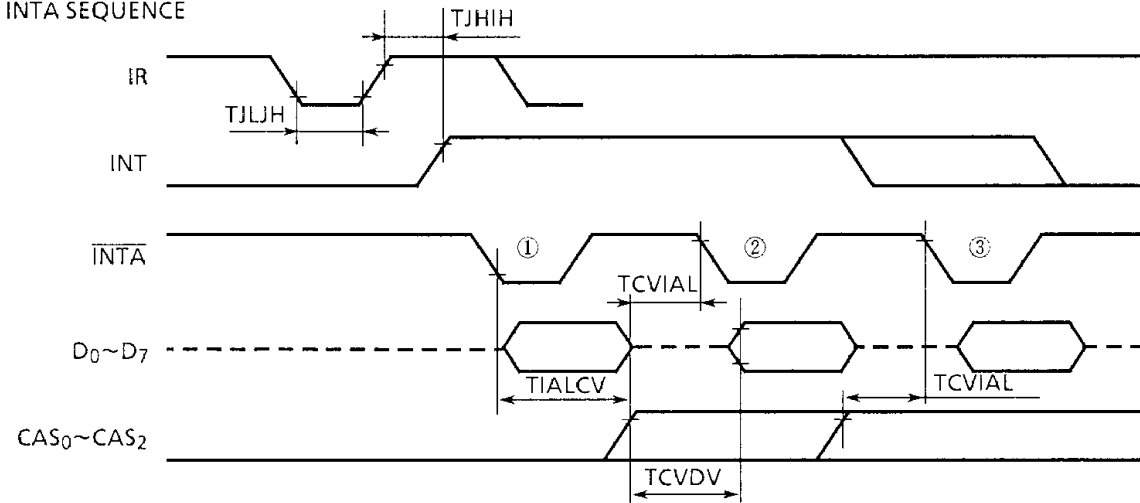 INTA SEQUENCE
TJHIH
IR
TJLJH
INT
INTA
①
②
③
TCVIAL
D0~D7
TIALCV
TCVIAL
CAS0~CAS2
TCVDV